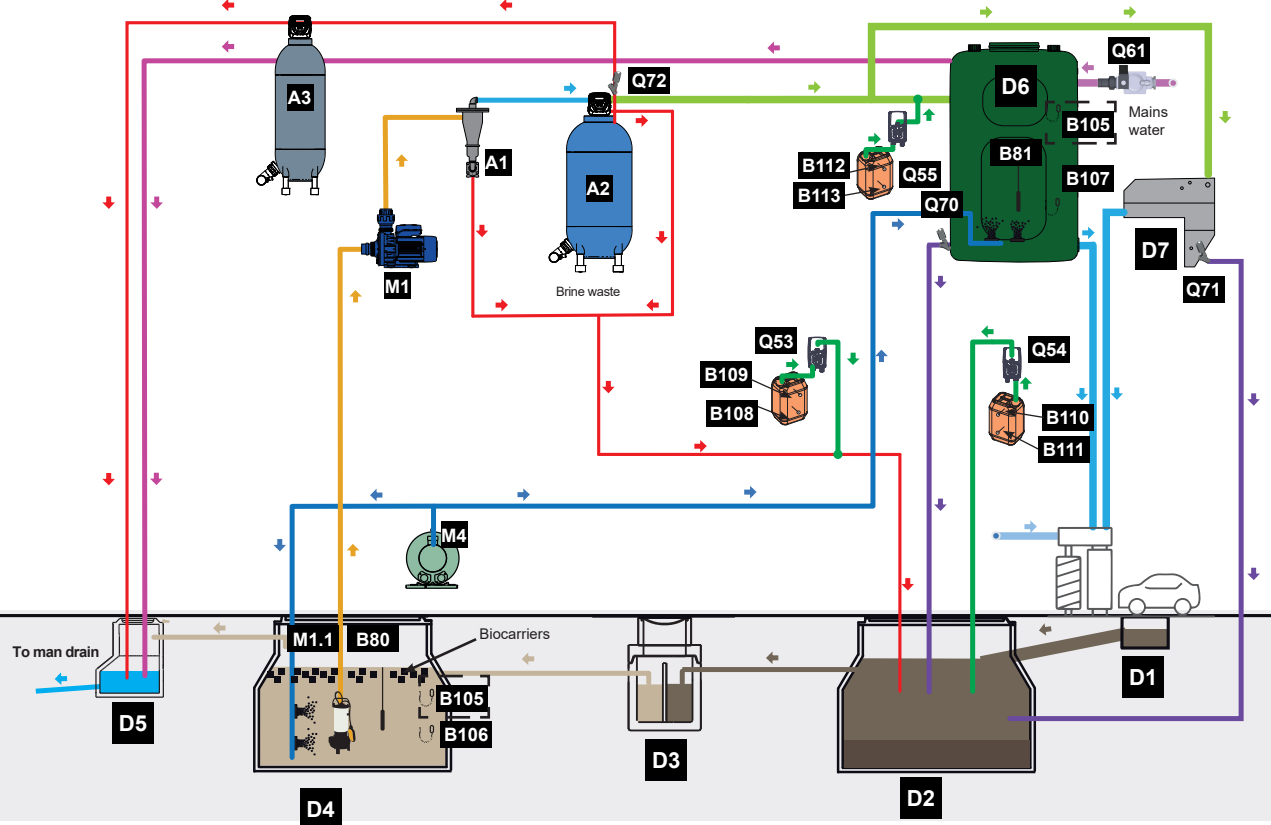 Q61
D6
Q72
A3
Mains
water
B105
B81
A1
B112
Q55
B107
A2
B113
Q70
D7
M1
Q71
Brine waste
Q53
Q54
B109
B108
B110
B111
M4
M1.1
B80
Biocarriers
To man drain
D1
B105
D5
B106
D3
D2
D4